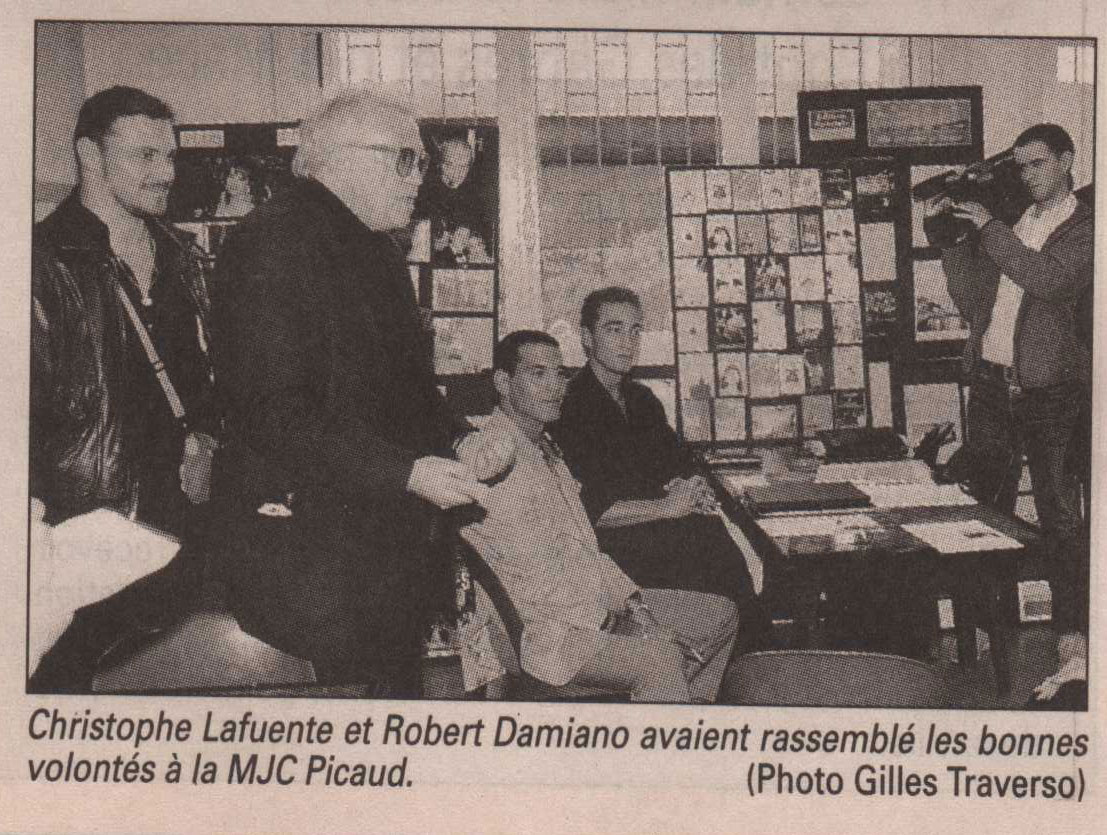 Christophe Lafuente et Robert Damiano avaient rassemblé les bonnes
volontés à la MJC Picaud. (Photo Gilles Traverso)